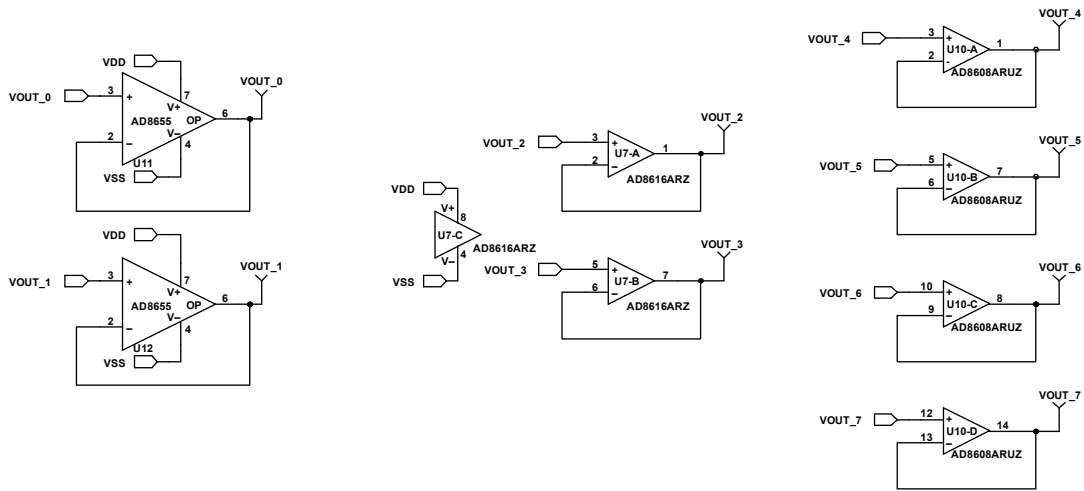 VDD
VOUT_0
3
+
7
V+
AD8655
OP
6
VOUT_0
2
–
V–
4
U11
VSS
VDD
VOUT_1
3
+
7
V+
AD8655
OP
6
VOUT_1
2
–
V–
4
U12
VSS
VDD
V+
8
U7-C
AD8616ARZ
V–
4
VSS
VOUT_2
3
+
U7-A
1
VOUT_2
2
–
AD8616ARZ
VOUT_3
5
+
U7-B
7
VOUT_3
6
–
AD8616ARZ
VOUT_4
3
+
U10-A
1
VOUT_4
2
-
AD8608ARUZ
VOUT_5
5
+
U10-B
7
VOUT_5
6
–
AD8608ARUZ
VOUT_6
10
+
U10-C
8
VOUT_6
9
–
AD8608ARUZ
VOUT_7
12
+
U10-D
14
VOUT_7
13
–
AD8608ARUZ